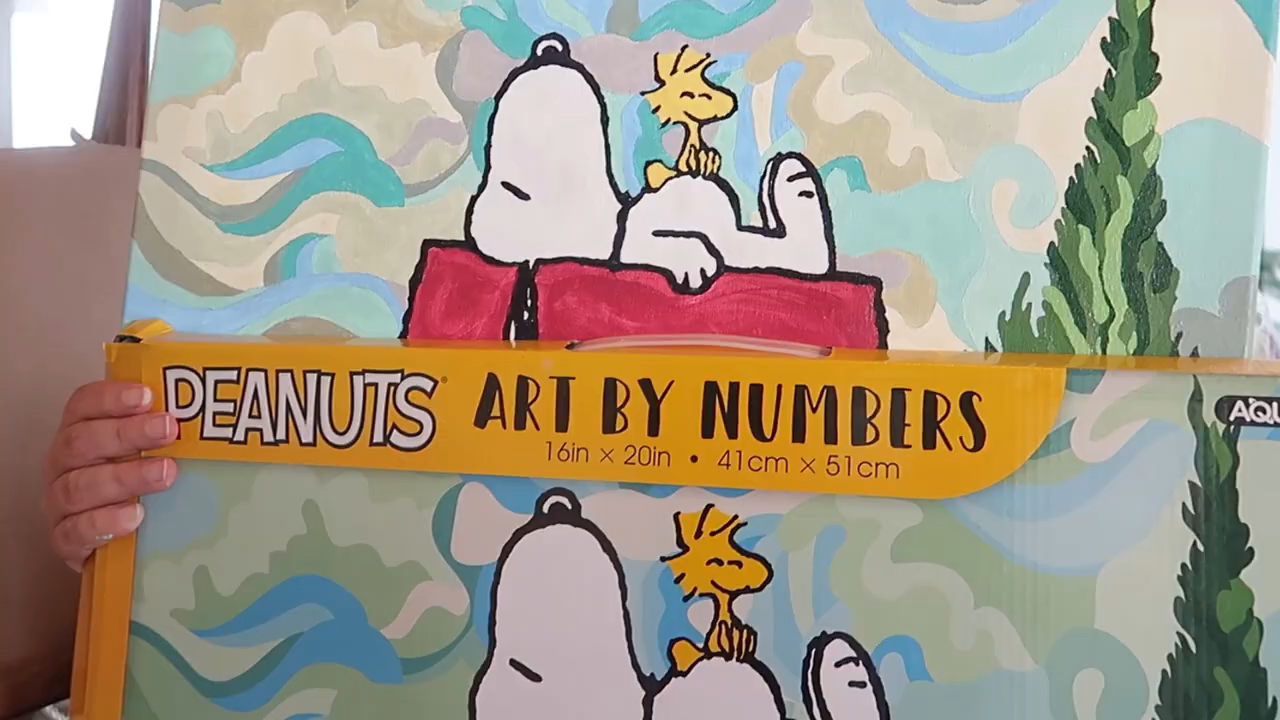 PEANUTS® ART BY NUMBERS
16in × 20in • 41cm × 51cm